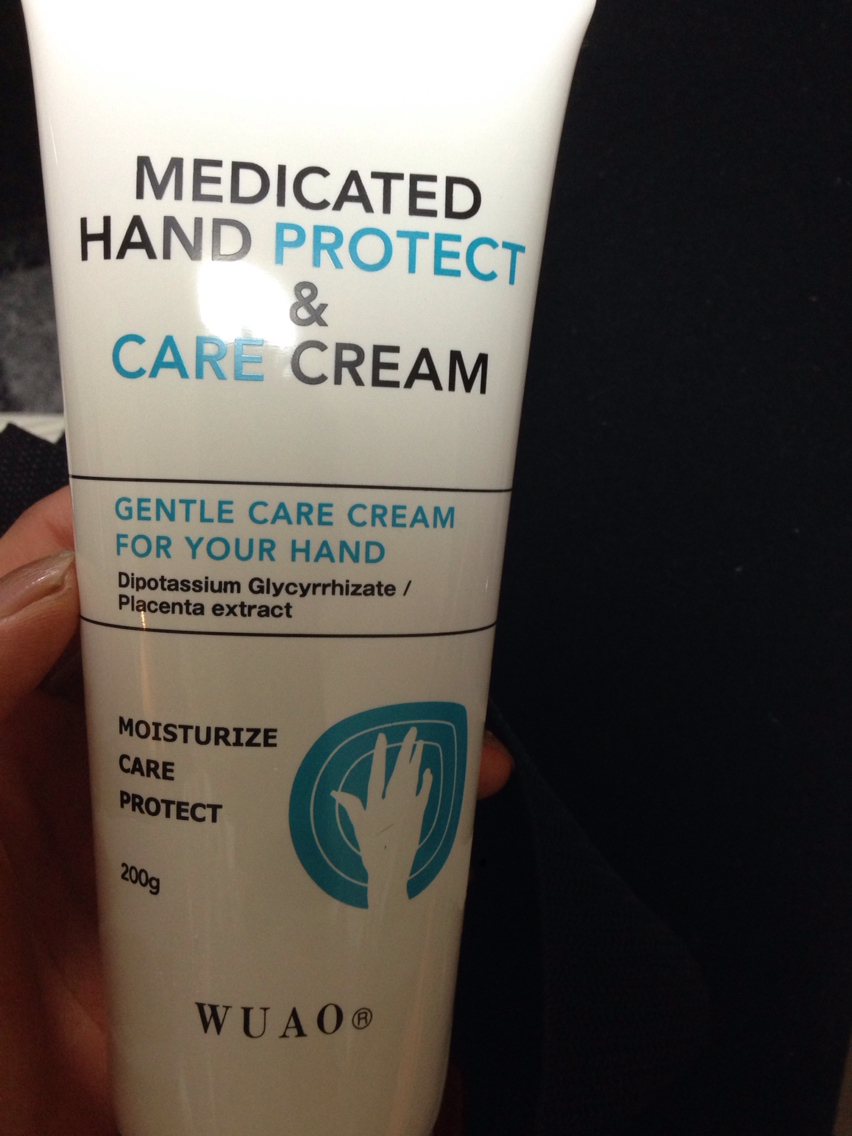 MEDICATED
HAND PROTECT
&
CARE CREAM
GENTLE CARE CREAM
FOR YOUR HAND
Dipotassium Glycyrrhizate /
Placenta extract
MOISTURIZE
CARE
PROTECT
200g
WUAO®